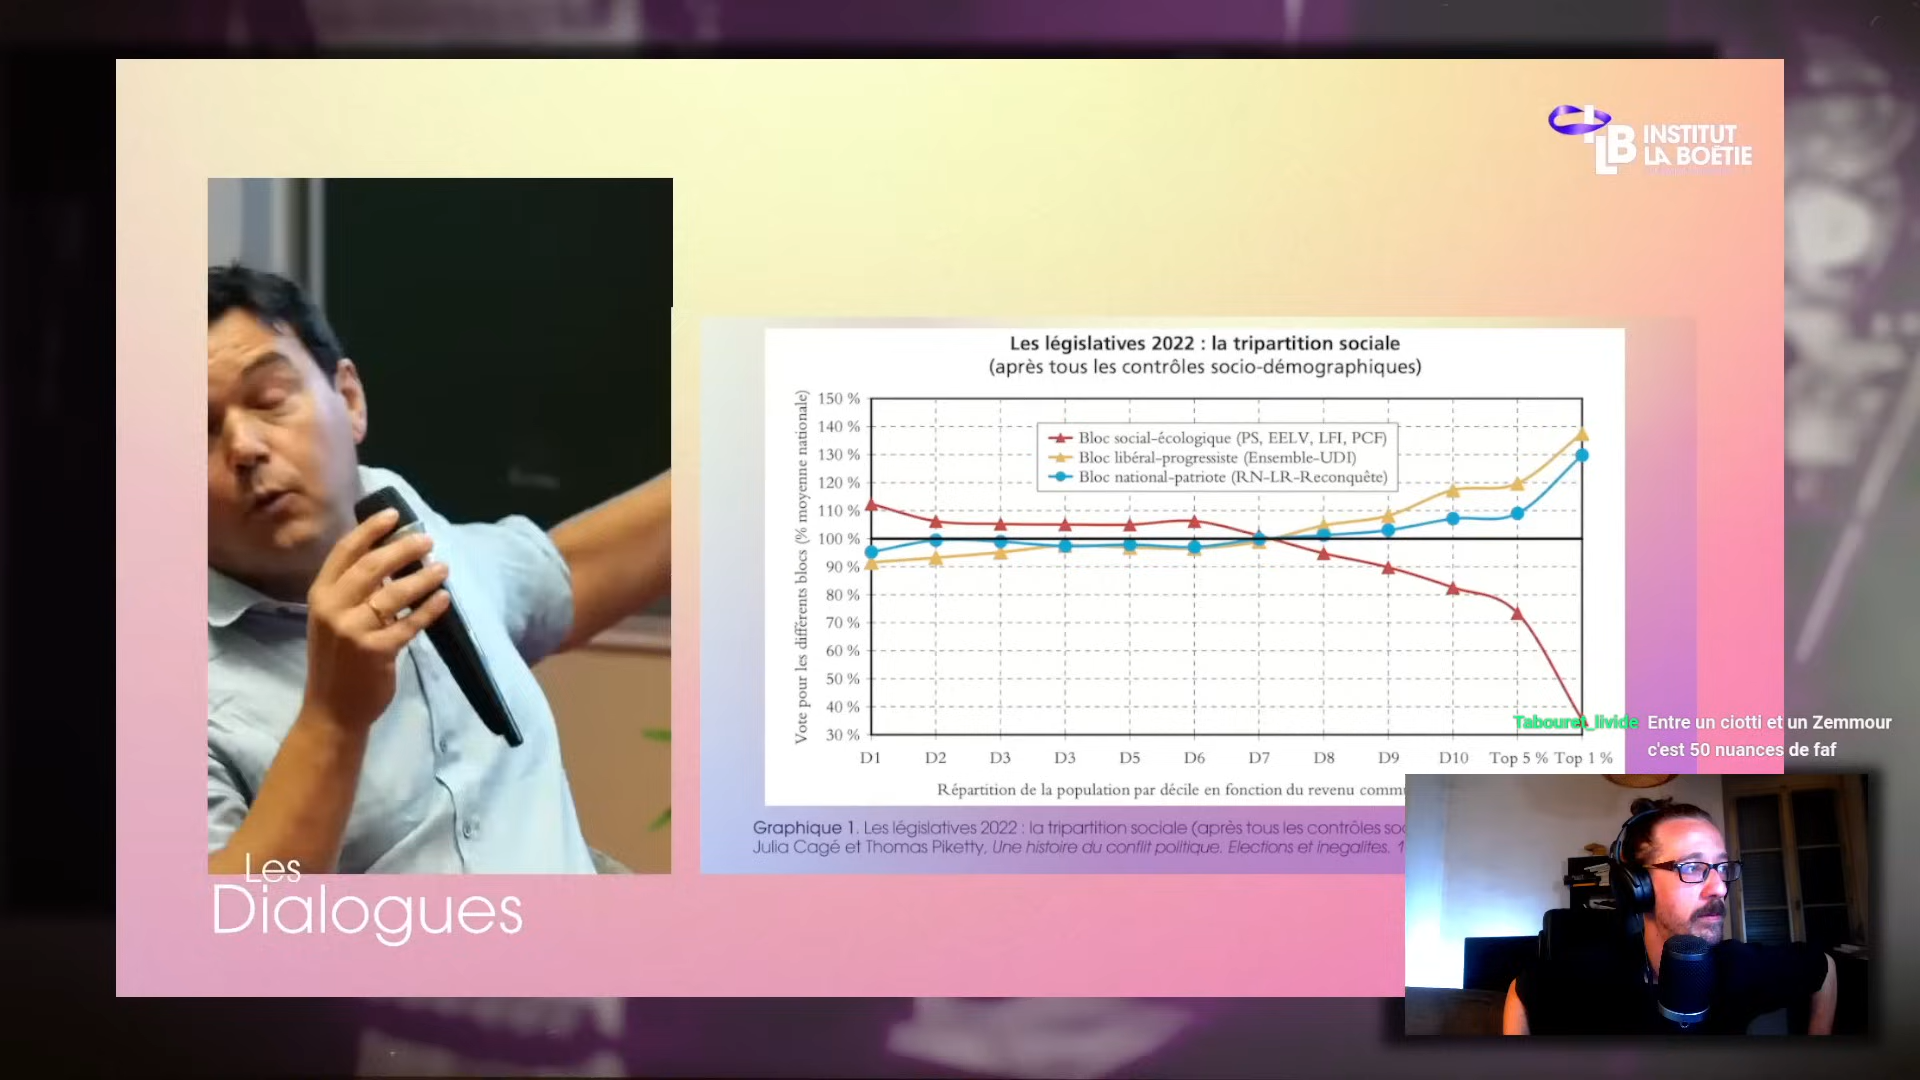 INSTITUT
LA BOÉTIE
Les législatives 2022 : la tripartition sociale
(après tous les contrôles socio-démographiques)
Vote pour les différents blocs (% moyenne nationale)
150 %
140 %
130 %
120 %
110 %
100 %
90 %
80 %
70 %
60 %
50 %
40 %
30 %
Bloc social-écologique (PS, EELV, LFI, PCF)
Bloc libéral-progressiste (Ensemble-UDI)
Bloc national-patriote (RN-LR-Reconquête)
D1 D2 D3 D3 D5 D6 D7 D8 D9 D10 Top 5 % Top 1 %
Répartition de la population par décile en fonction du revenu
Graphique 1. Les législatives 2022 : la tripartition sociale (après tous les contrôles
Julia Cagé et Thomas Piketty, Une histoire du conflit politique. Elections et inegalites.
Tabouret_livide Entre un ciotti et un Zemmour
c'est 50 nuances de faf
Les
Dialogues